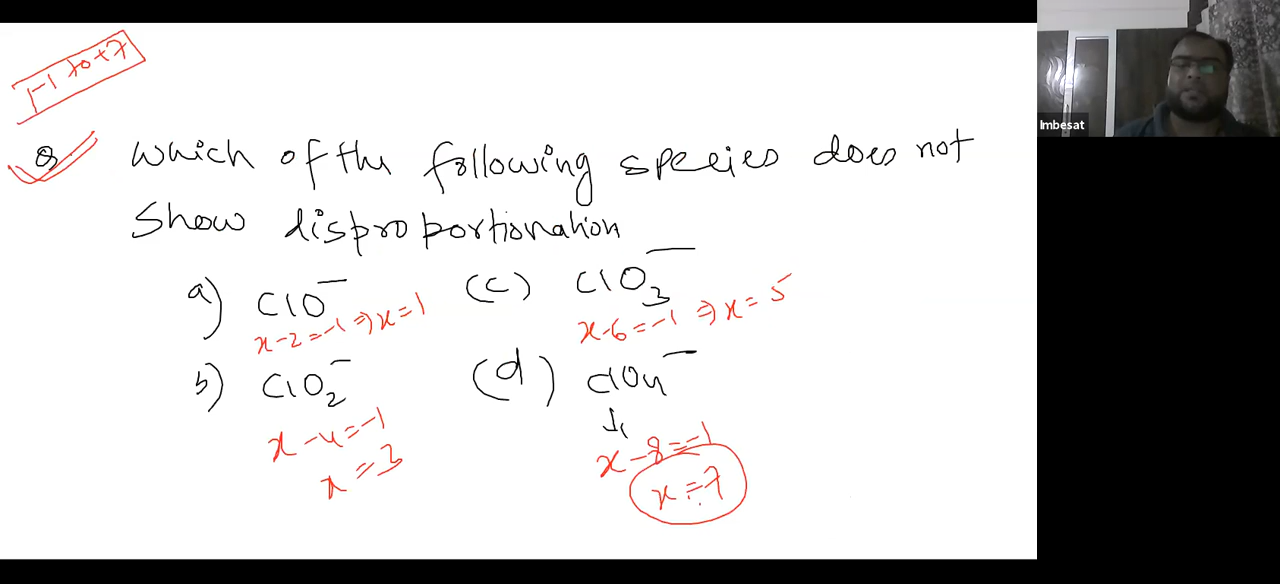 -1 to +7
Q Which of the following species does not
Show disproportionation
a) ClO⁻ (c) ClO₃⁻
x-2=-1 ⇒ x=1 x-6=-1 ⇒ x=5
b) ClO₂⁻ (d) ClO₄⁻
x-4=-1 x-8=-1
x=3 x=7
Imbesat